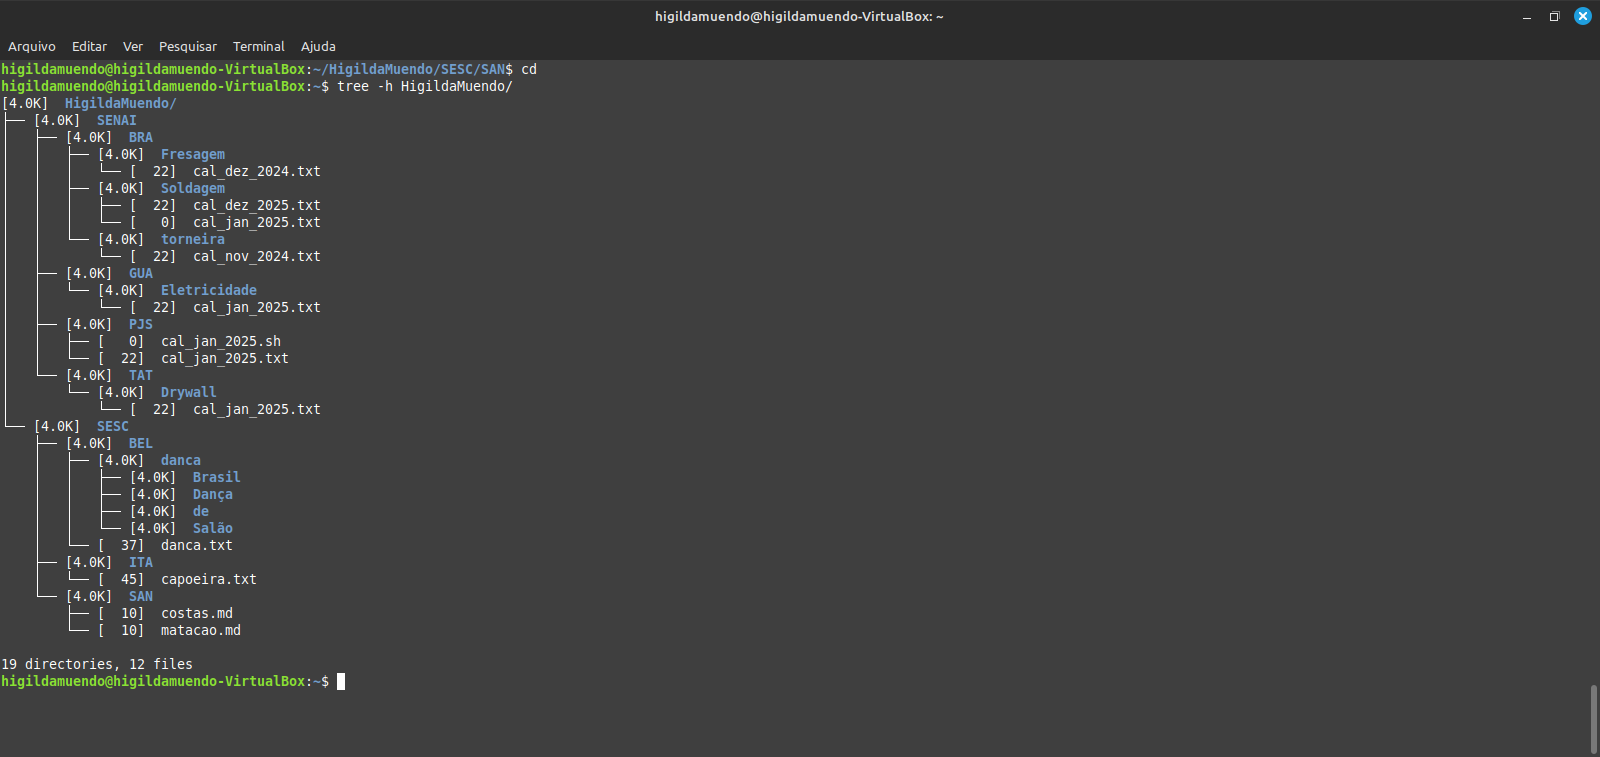 higildamuendo@higildamuendo-VirtualBox: ~
Arquivo Editar Ver Pesquisar Terminal Ajuda
higildamuendo@higildamuendo-VirtualBox:~/HigildaMuendo/SESC/SAN$ cd
higildamuendo@higildamuendo-VirtualBox:~$ tree -h HigildaMuendo/
[4.0K]  HigildaMuendo/
├── [4.0K]  SENAI
│   ├── [4.0K]  BRA
│   │   ├── [4.0K]  Fresagem
│   │   │   └── [  22]  cal_dez_2024.txt
│   │   ├── [4.0K]  Soldagem
│   │   │   ├── [  22]  cal_dez_2025.txt
│   │   │   └── [   0]  cal_jan_2025.txt
│   │   └── [4.0K]  torneira
│   │       └── [  22]  cal_nov_2024.txt
│   ├── [4.0K]  GUA
│   │   └── [4.0K]  Eletricidade
│   │       └── [  22]  cal_jan_2025.txt
│   ├── [4.0K]  PJS
│   │   ├── [   0]  cal_jan_2025.sh
│   │   └── [  22]  cal_jan_2025.txt
│   └── [4.0K]  TAT
│       └── [4.0K]  Drywall
│           └── [  22]  cal_jan_2025.txt
└── [4.0K]  SESC
    ├── [4.0K]  BEL
    │   ├── [4.0K]  danca
    │   │   ├── [4.0K]  Brasil
    │   │   ├── [4.0K]  Dança
    │   │   ├── [4.0K]  de
    │   │   └── [4.0K]  Salão
    │   └── [  37]  danca.txt
    ├── [4.0K]  ITA
    │   └── [  45]  capoeira.txt
    └── [4.0K]  SAN
        ├── [  10]  costas.md
        └── [  10]  matacao.md
19 directories, 12 files
higildamuendo@higildamuendo-VirtualBox:~$